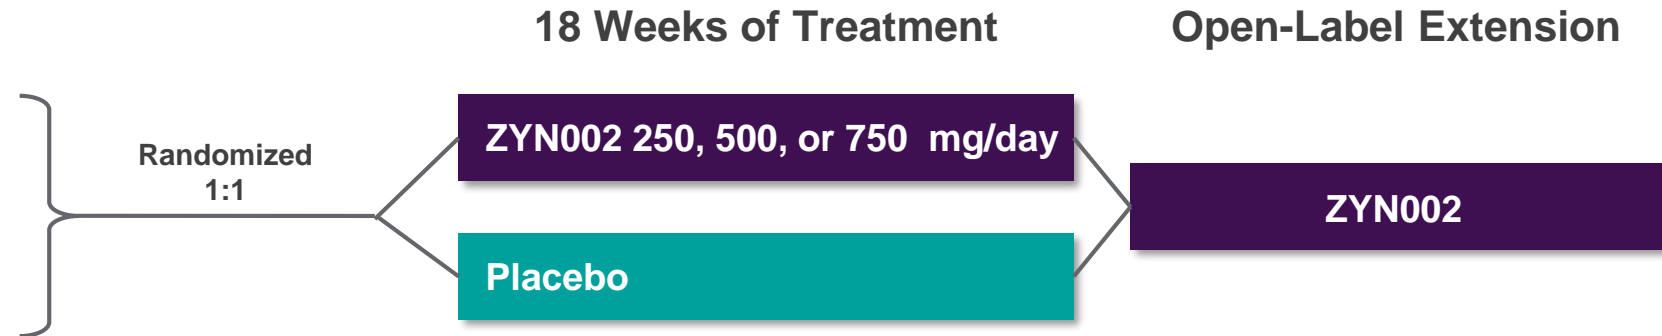 18 Weeks of Treatment
Open-Label Extension
Randomized
1:1
ZYN002 250, 500, or 750  mg/day
Placebo
ZYN002